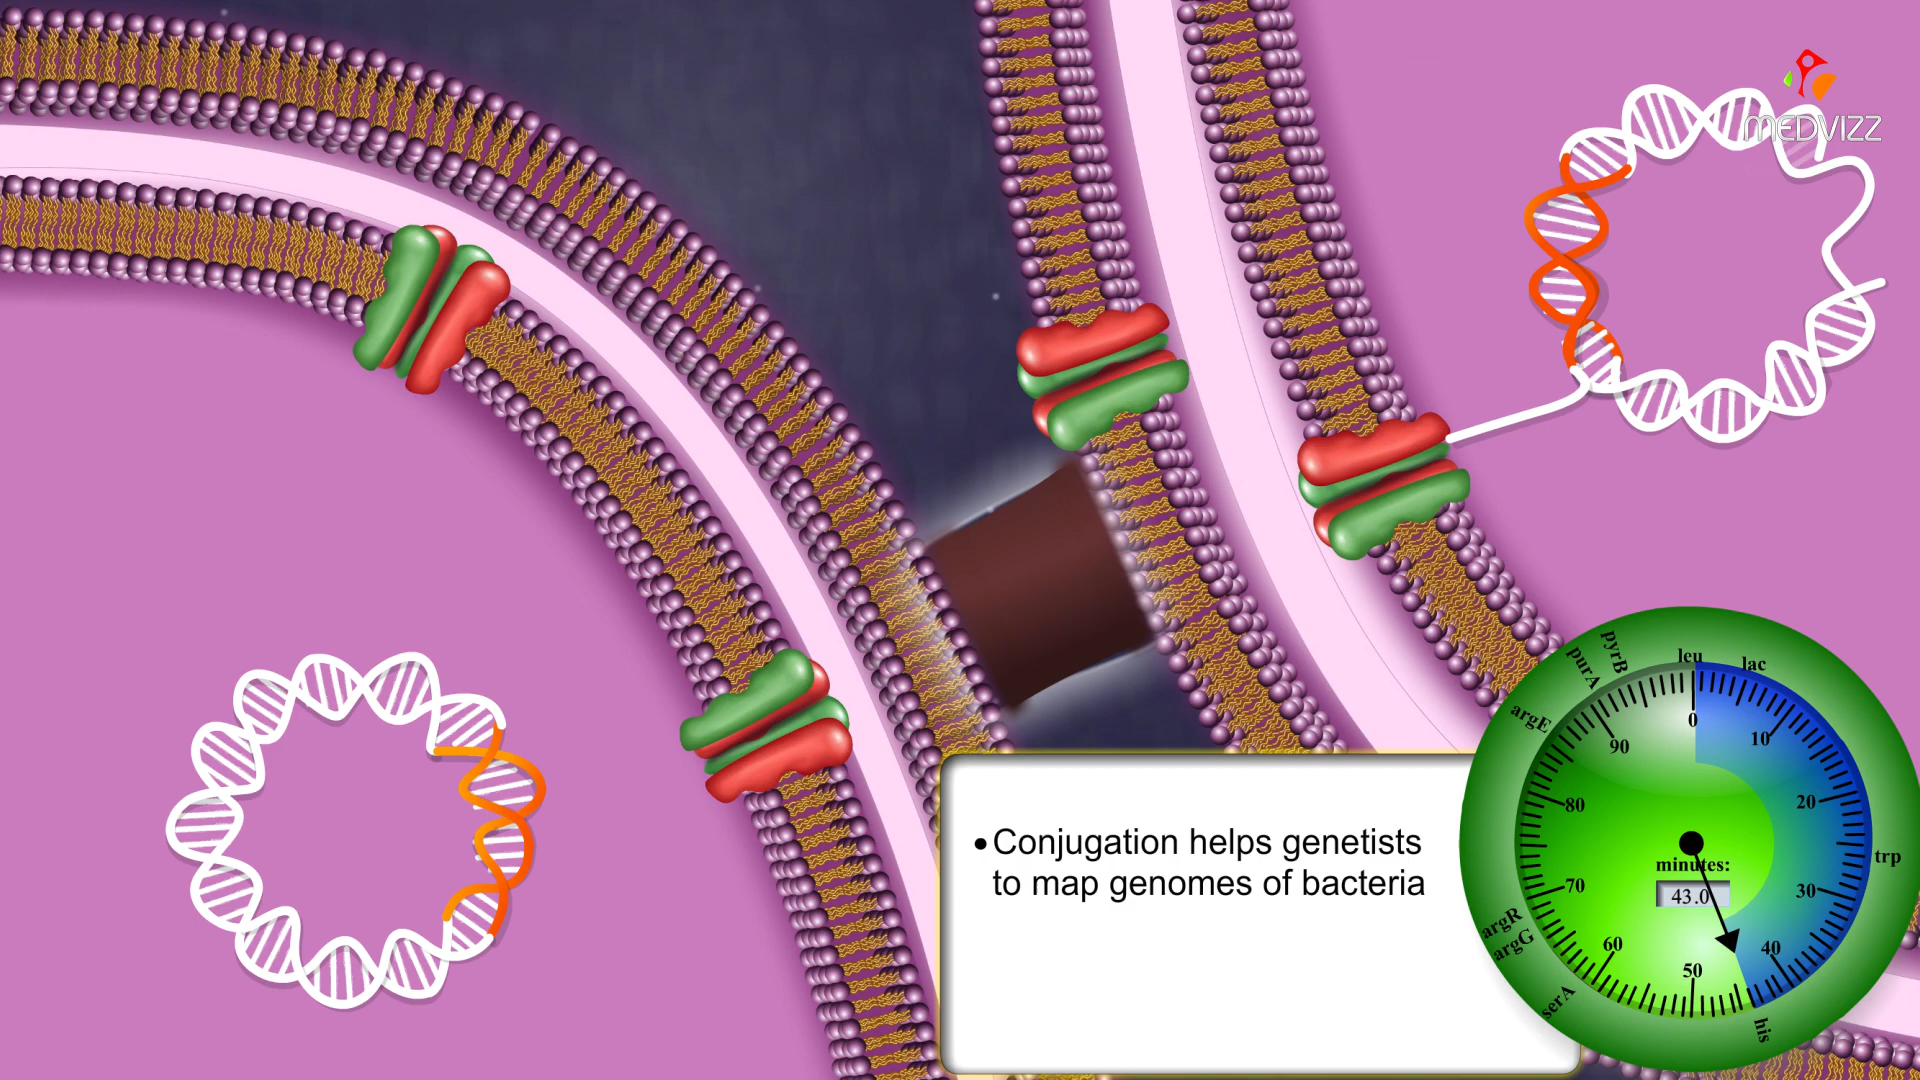 MEDVIZZ
• Conjugation helps genetists
to map genomes of bacteria
leu
lac
trp
his
serA
argG
argR
argE
purA
pyrB
0
10
20
30
40
50
60
70
80
90
minutes:
43.0